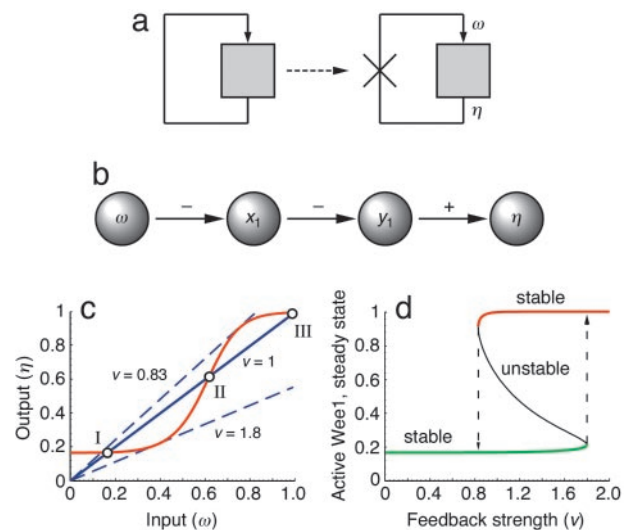 a
ω
η
b
ω − x₁ − y₁ + η
c
Output (η)
1
0.8
0.6
0.4
0.2
0
0 0.2 0.4 0.6 0.8 1.0
Input (ω)
ν = 0.83
ν = 1
ν = 1.8
I
II
III
d
Active Wee1, steady state
1
0.8
0.6
0.4
0.2
0
0 0.4 0.8 1.2 1.6 2.0
Feedback strength (ν)
stable
unstable
stable